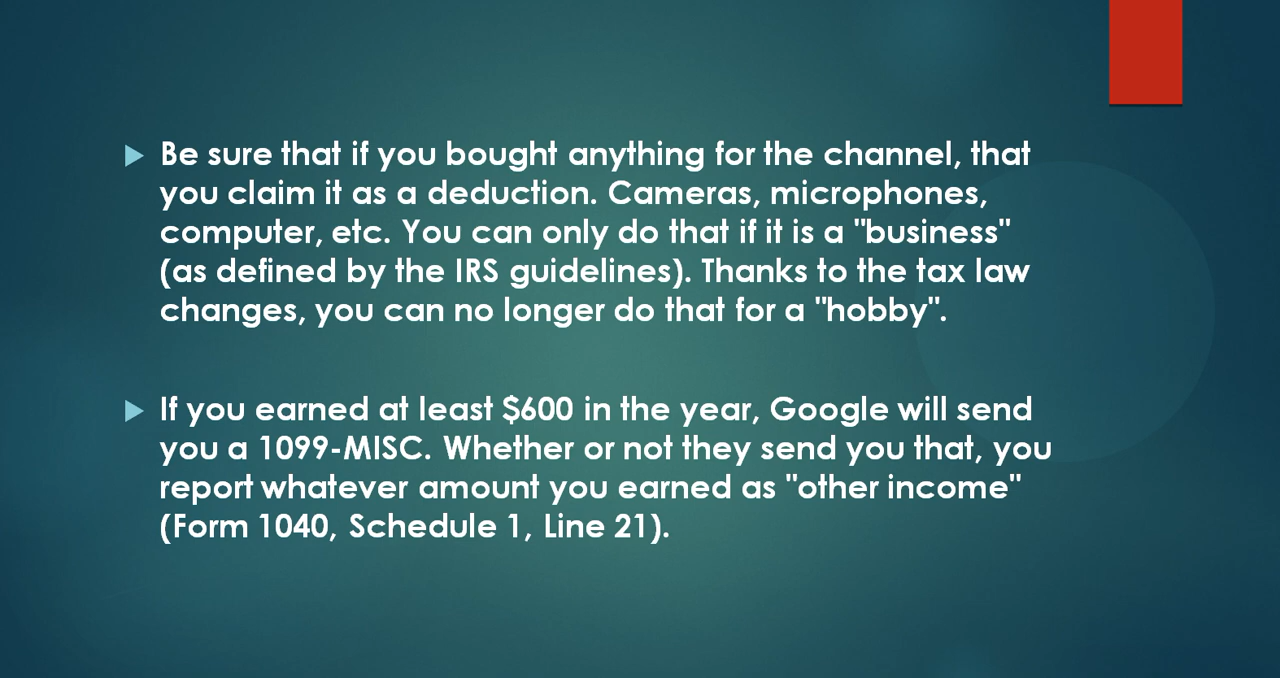 Be sure that if you bought anything for the channel, that
you claim it as a deduction. Cameras, microphones,
computer, etc. You can only do that if it is a "business"
(as defined by the IRS guidelines). Thanks to the tax law
changes, you can no longer do that for a "hobby".
If you earned at least $600 in the year, Google will send
you a 1099-MISC. Whether or not they send you that, you
report whatever amount you earned as "other income"
(Form 1040, Schedule 1, Line 21).